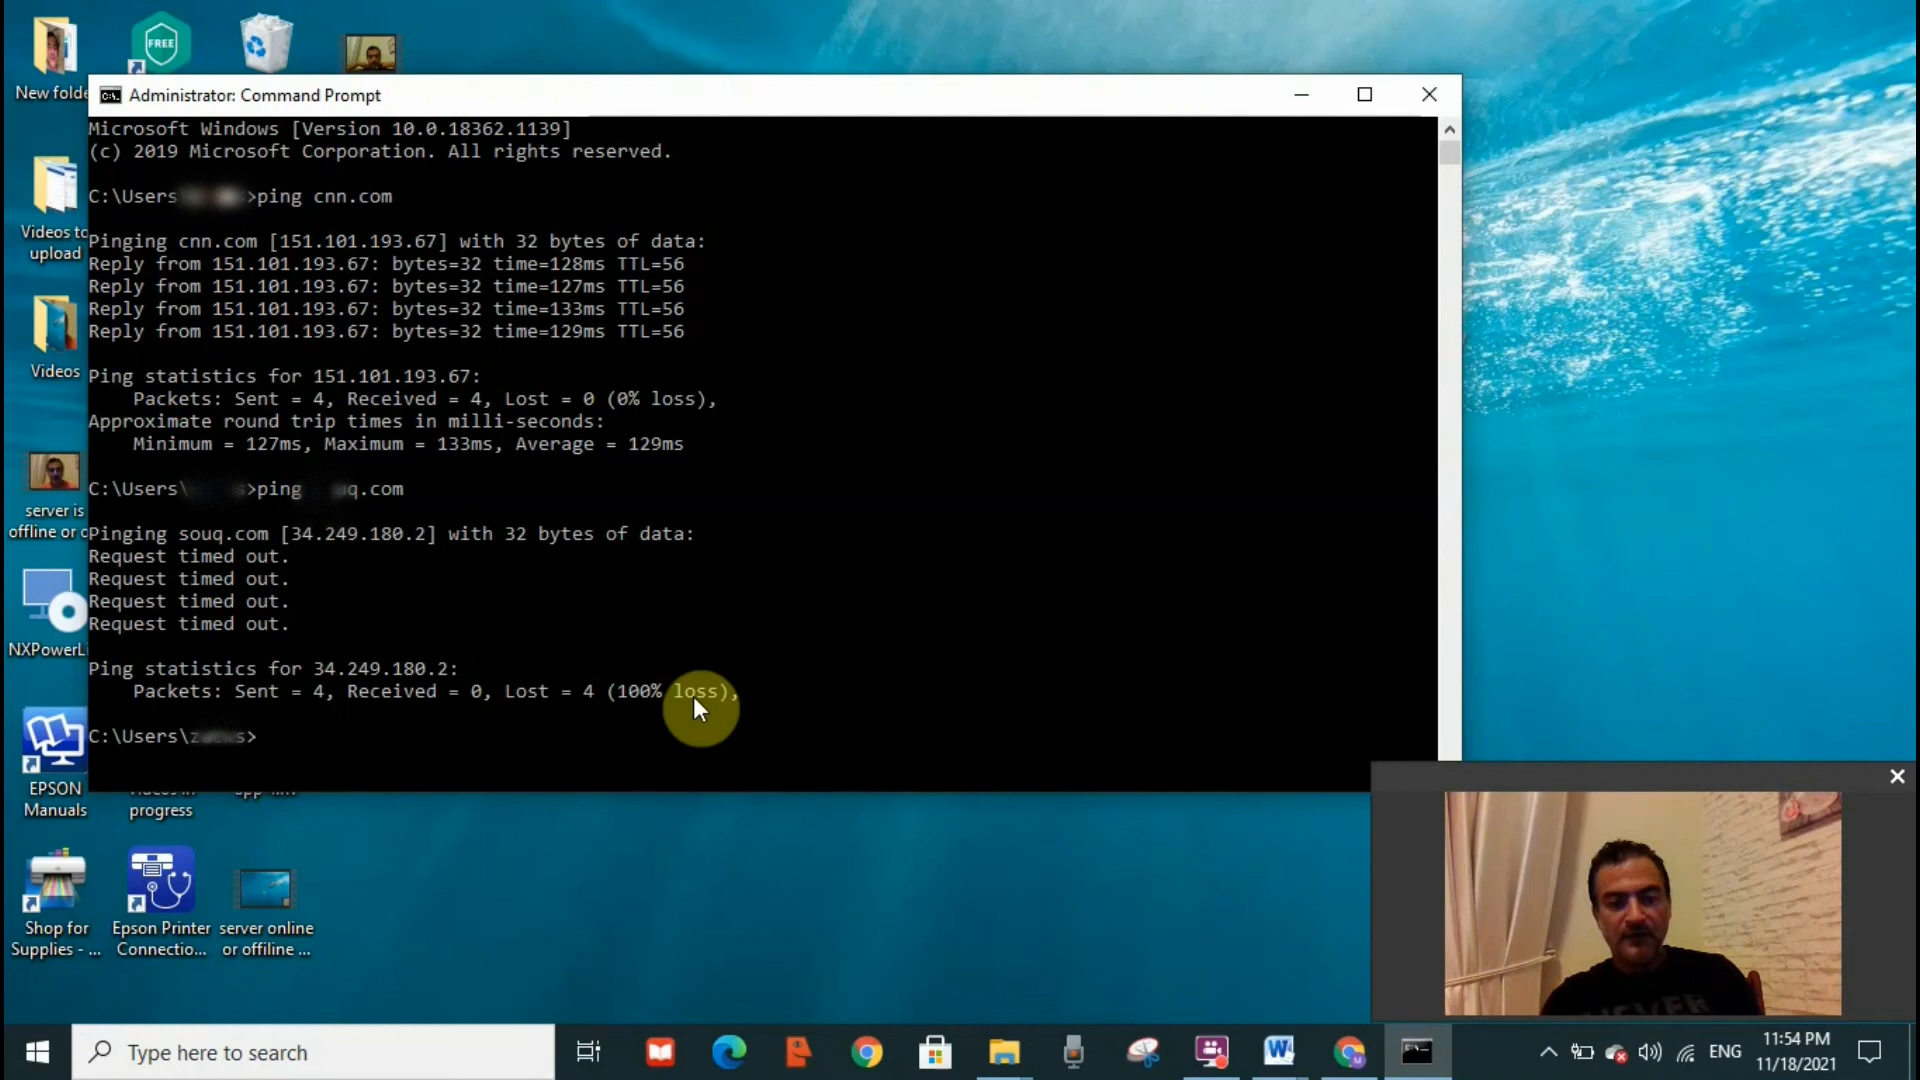 FREE
New folde
Administrator: Command Prompt
Microsoft Windows [Version 10.0.18362.1139]
(c) 2019 Microsoft Corporation. All rights reserved.
C:\Users >ping cnn.com
Pinging cnn.com [151.101.193.67] with 32 bytes of data:
Reply from 151.101.193.67: bytes=32 time=128ms TTL=56
Reply from 151.101.193.67: bytes=32 time=127ms TTL=56
Reply from 151.101.193.67: bytes=32 time=133ms TTL=56
Reply from 151.101.193.67: bytes=32 time=129ms TTL=56
Ping statistics for 151.101.193.67:
Packets: Sent = 4, Received = 4, Lost = 0 (0% loss),
Approximate round trip times in milli-seconds:
Minimum = 127ms, Maximum = 133ms, Average = 129ms
C:\Users\ s>ping uq.com
Pinging souq.com [34.249.180.2] with 32 bytes of data:
Request timed out.
Request timed out.
Request timed out.
Request timed out.
Ping statistics for 34.249.180.2:
Packets: Sent = 4, Received = 0, Lost = 4 (100% loss),
C:\Users\ s>
Videos to
upload
Videos
server is
offline or o
NXPowerLi
EPSON
Manuals
progress
Shop for
Supplies - ...
Epson Printer
Connectio...
server online
or offiline ...
Type here to search
ENG
11:54 PM
11/18/2021